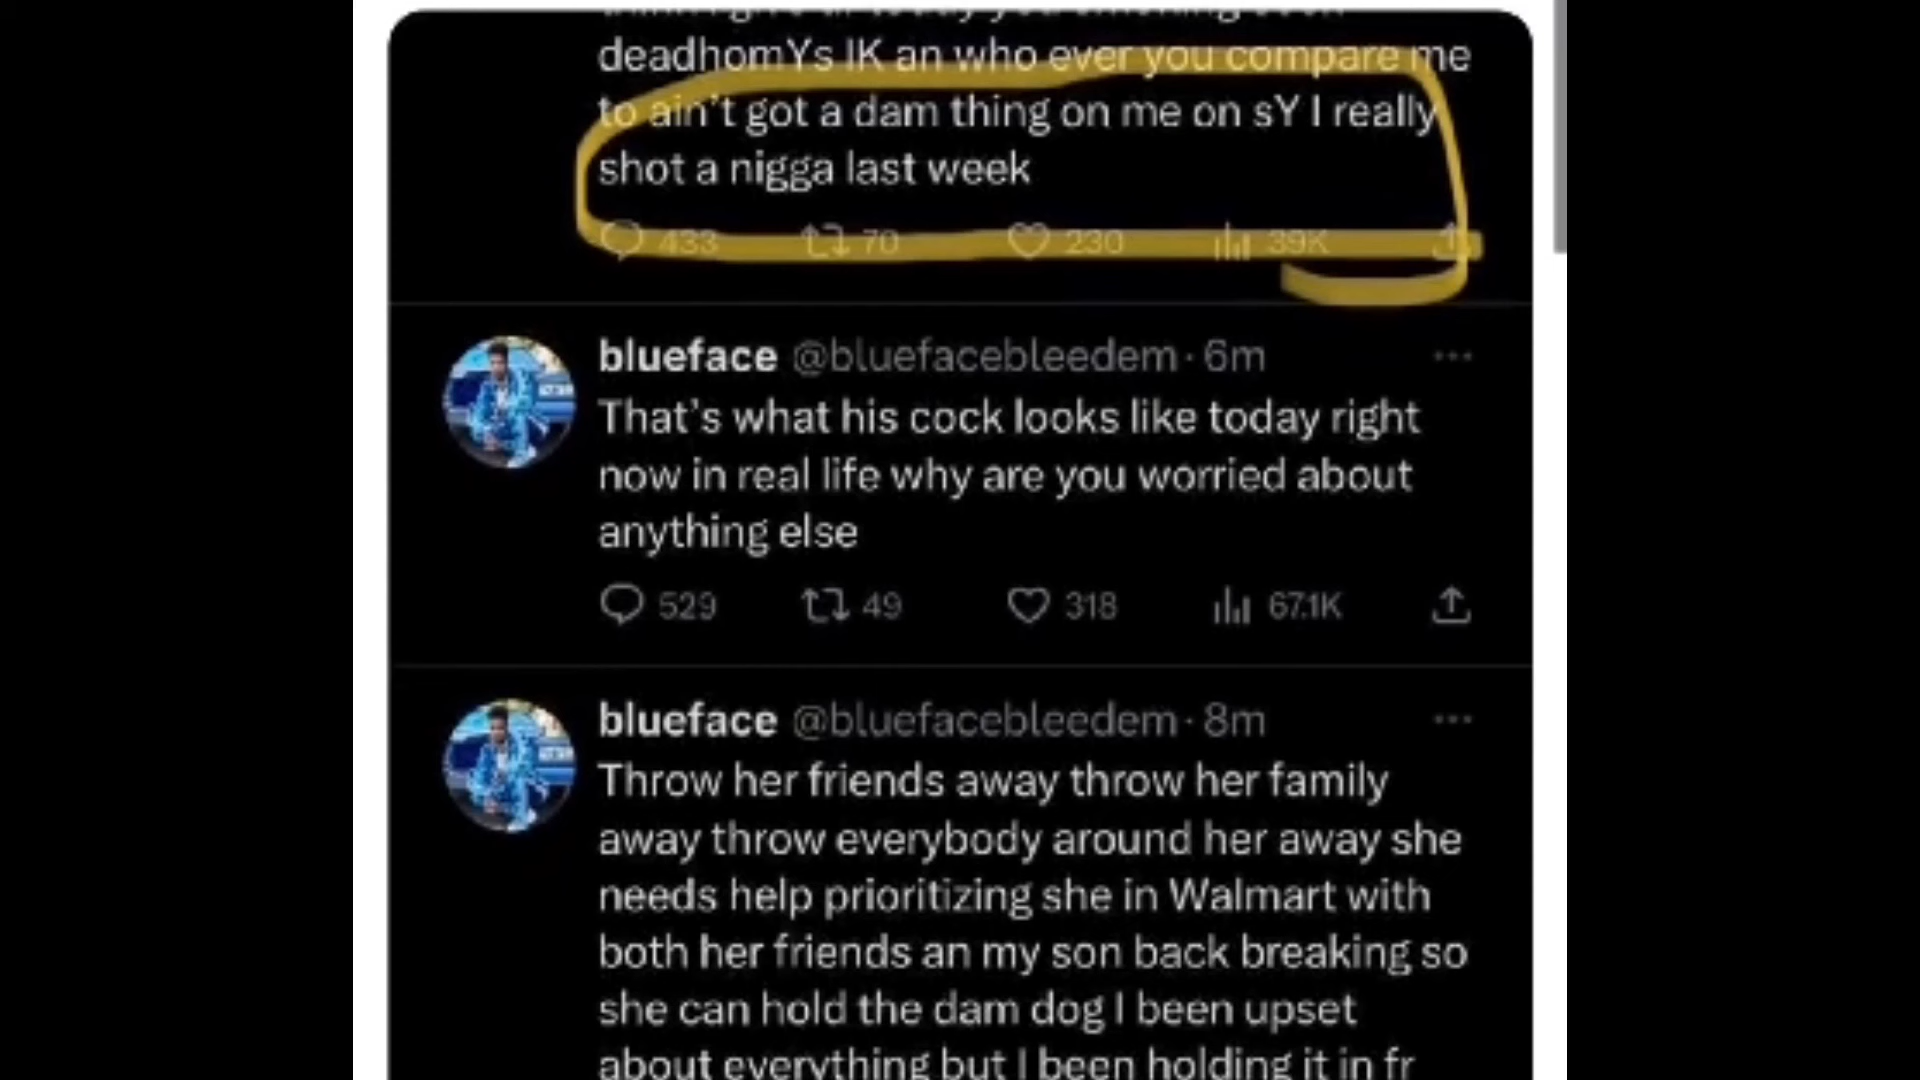 deadhomYs IK an who ever you compare me
to ain't got a dam thing on me on sY I really
shot a nigga last week
433 70 230 39K
blueface @bluefacebleedem · 6m
That's what his cock looks like today right
now in real life why are you worried about
anything else
529 49 318 67.1K
blueface @bluefacebleedem · 8m
Throw her friends away throw her family
away throw everybody around her away she
needs help prioritizing she in Walmart with
both her friends an my son back breaking so
she can hold the dam dog I been upset
about everything but I been holding it in fr